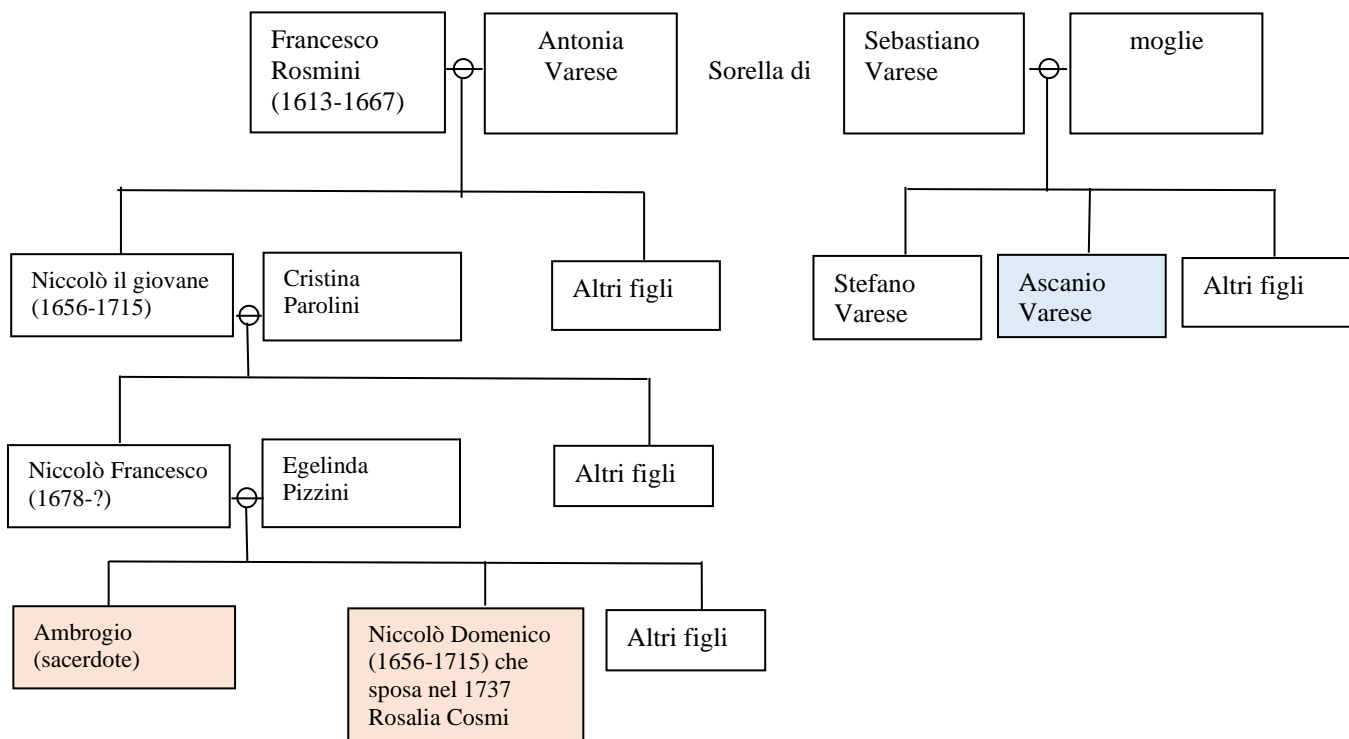 Francesco
Rosmini
(1613-1667)
Antonia
Varese
Sorella di
Sebastiano
Varese
moglie
Niccolò il giovane
(1656-1715)
Cristina
Parolini
Altri figli
Stefano
Varese
Ascanio
Varese
Altri figli
Niccolò Francesco
(1678-?)
Egelinda
Pizzini
Altri figli
Ambrogio
(sacerdote)
Niccolò Domenico
(1656-1715) che
sposa nel 1737
Rosalia Cosmi
Altri figli